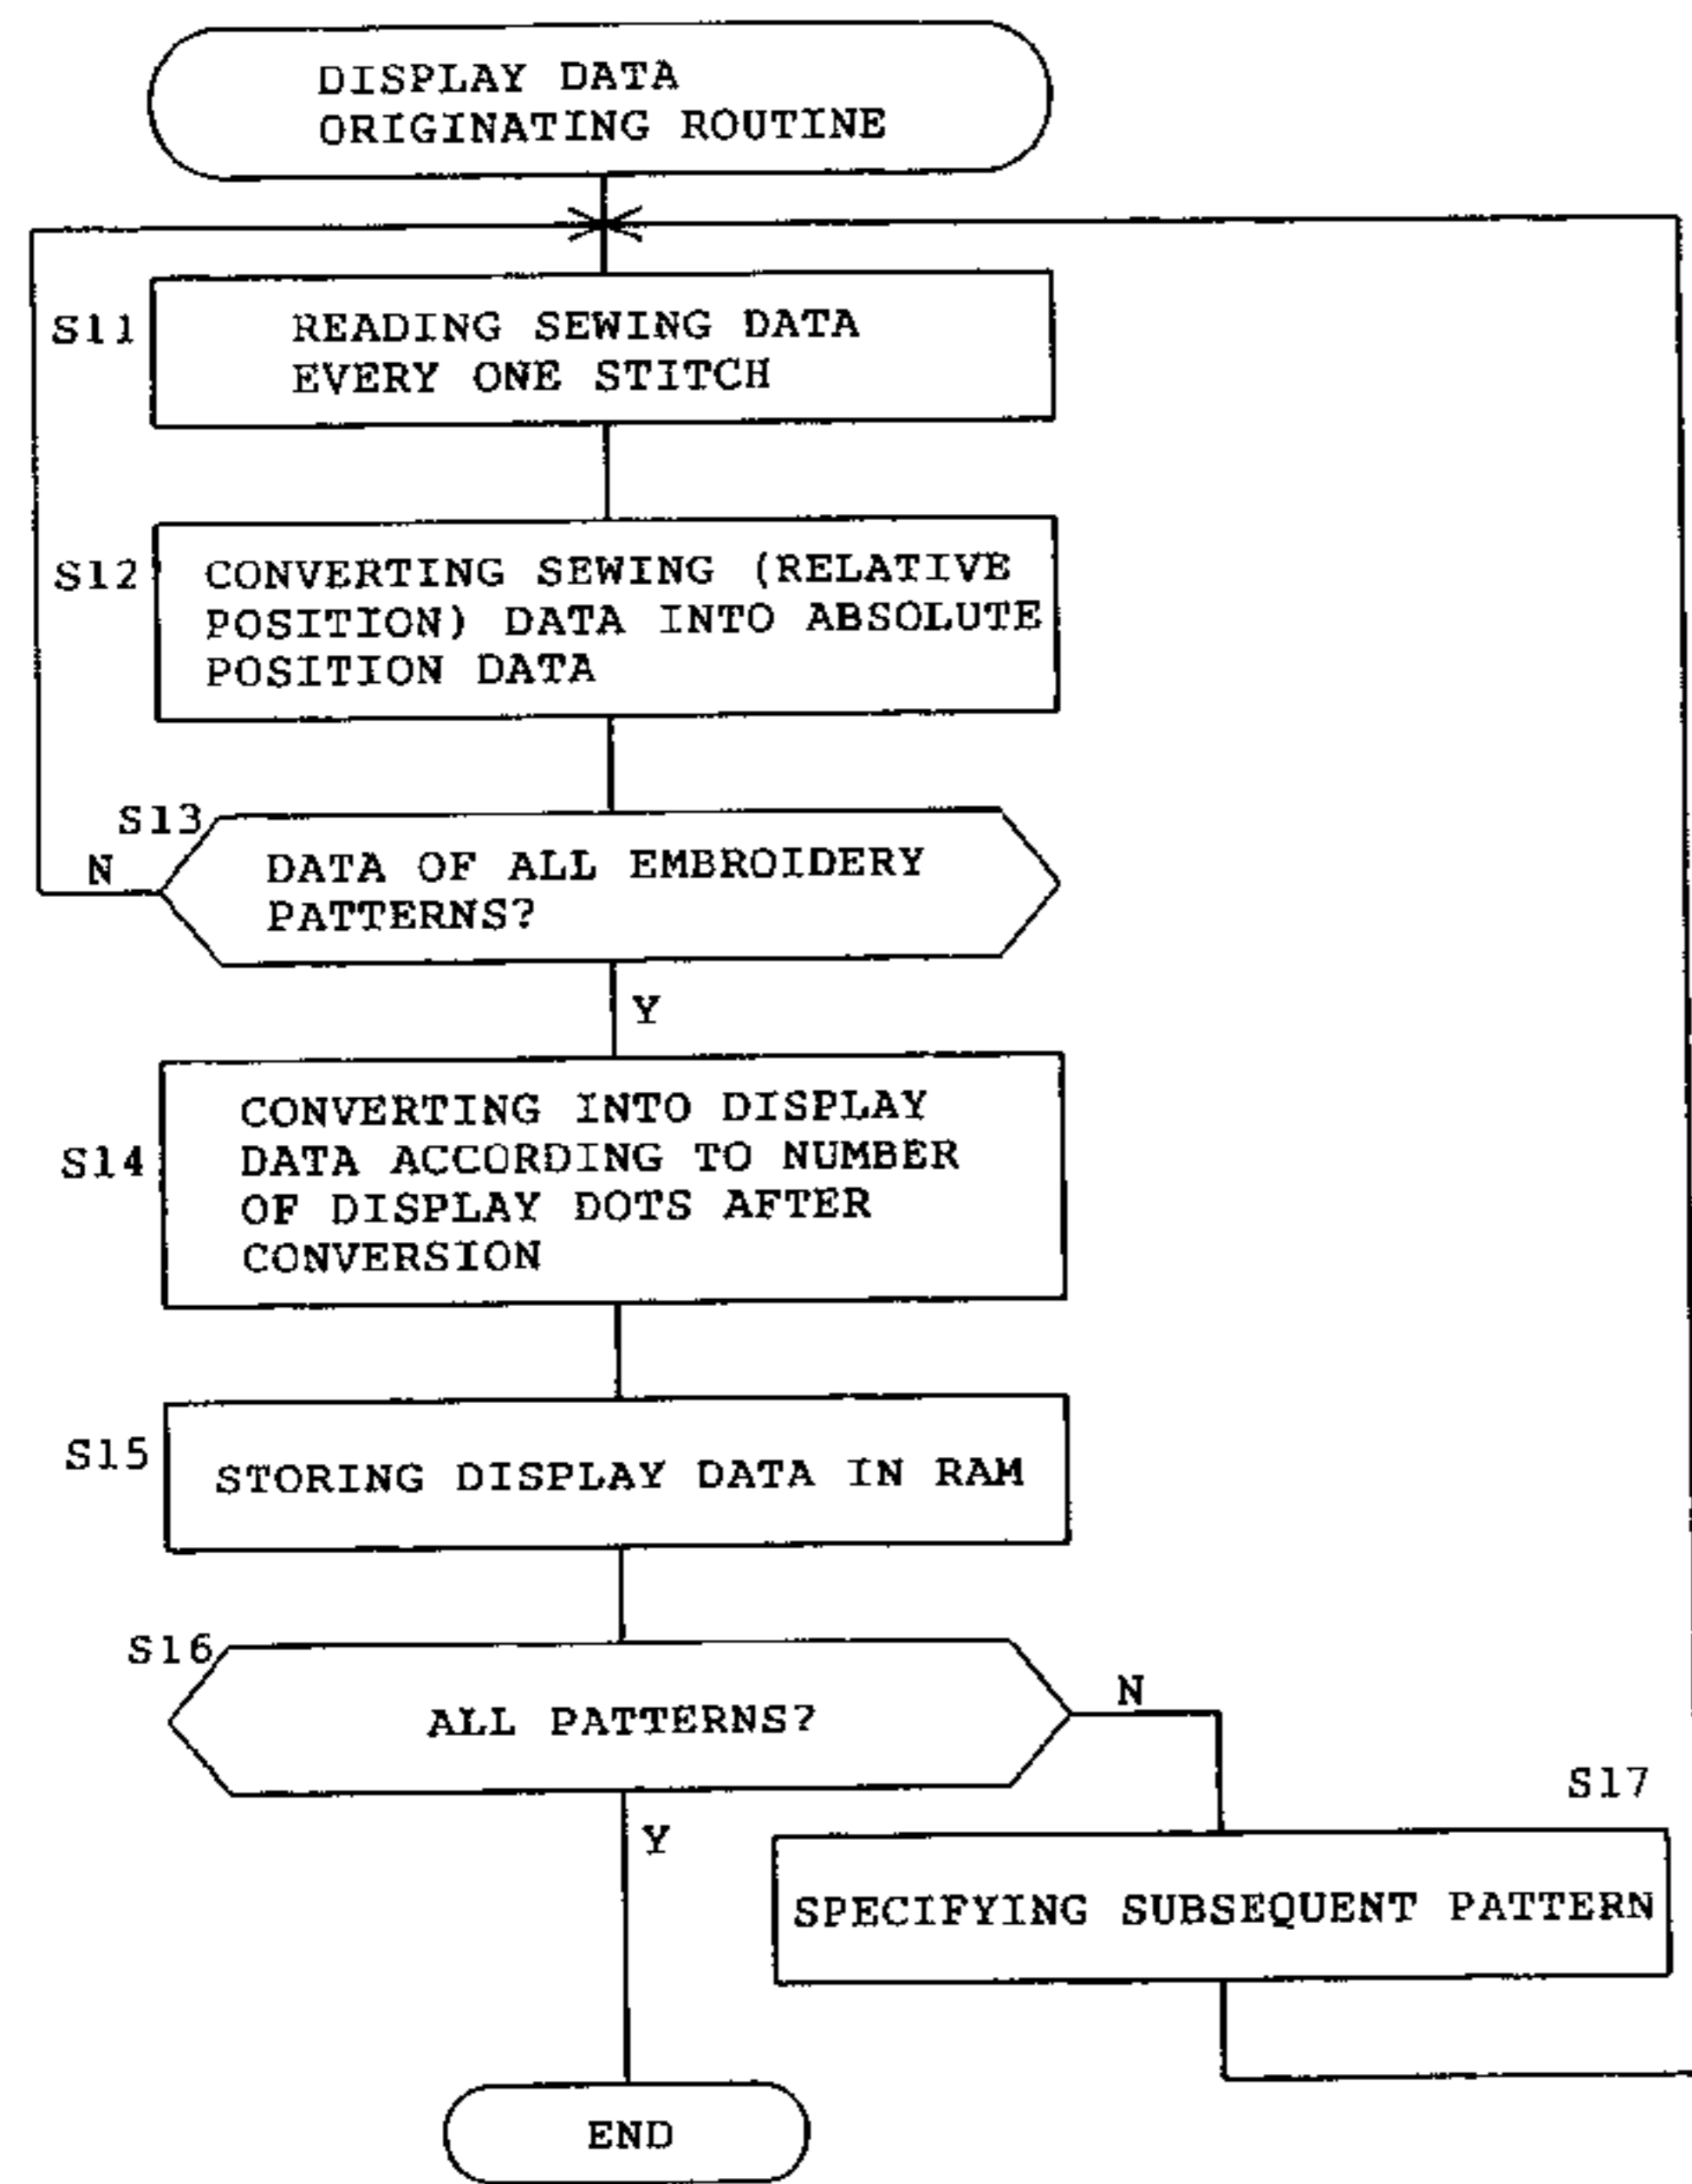 DISPLAY DATA
ORIGINATING ROUTINE
S11
READING SEWING DATA
EVERY ONE STITCH
S12
CONVERTING SEWING (RELATIVE
POSITION) DATA INTO ABSOLUTE
POSITION DATA
S13
N
DATA OF ALL EMBROIDERY
PATTERNS?
Y
S14
CONVERTING INTO DISPLAY
DATA ACCORDING TO NUMBER
OF DISPLAY DOTS AFTER
CONVERSION
S15
STORING DISPLAY DATA IN RAM
S16
ALL PATTERNS?
N
Y
S17
SPECIFYING SUBSEQUENT PATTERN
END